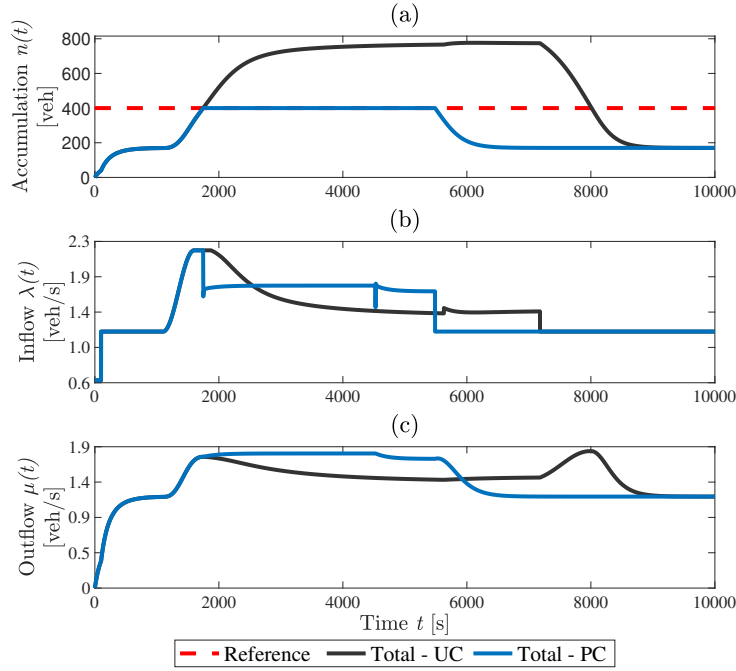 (a)
Accumulation n(t)
[veh]
800
600
400
200
0
0 2000 4000 6000 8000 10000
(b)
Inflow λ(t)
[veh/s]
2.3
1.9
1.4
1.0
0.6
0 2000 4000 6000 8000 10000
(c)
Outflow μ(t)
[veh/s]
1.9
1.4
0.9
0.5
0
0 2000 4000 6000 8000 10000
Time t [s]
Reference Total - UC Total - PC